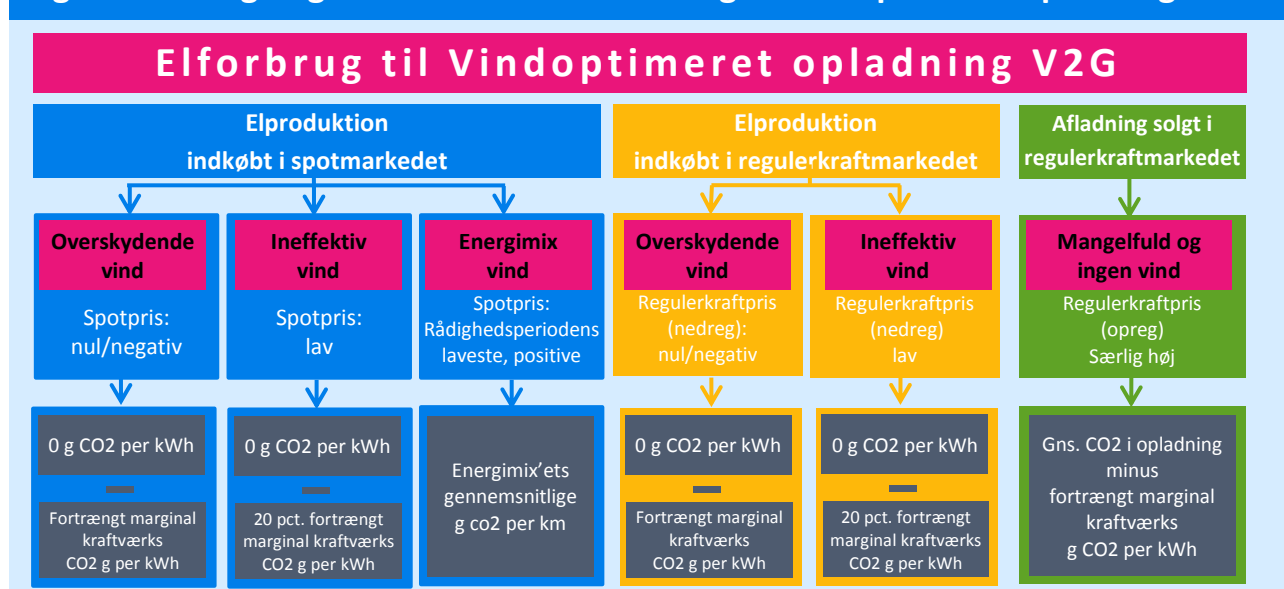 Elforbrug til Vindoptimeret opladning V2G
Elproduktion
indkøbt i spotmarkedet
Elproduktion
indkøbt i regulerkraftmarkedet
Afladning solgt i
regulerkraftmarkedet
Overskydende
vind
Spotpris:
nul/negativ
Ineffektiv
vind
Spotpris:
lav
Energimix
vind
Spotpris:
Rådighedsperiodens
laveste, positive
Overskydende
vind
Regulerkraftpris
(nedreg):
nul/negativ
Ineffektiv
vind
Regulerkraftpris
(nedreg)
lav
Mangelfuld og
ingen vind
Regulerkraftpris
(opreg)
Særlig høj
0 g CO2 per kWh
Fortrængt marginal
kraftværks
CO2 g per kWh
0 g CO2 per kWh
20 pct. fortrængt
marginal kraftværks
CO2 g per kWh
Energimix’ets
gennemsnitlige
g co2 per km
0 g CO2 per kWh
Fortrængt marginal
kraftværks
CO2 g per kWh
0 g CO2 per kWh
20 pct. fortrængt
marginal kraftværks
CO2 g per kWh
Gns. CO2 i opladning
minus
fortrængt marginal
kraftværks
g CO2 per kWh